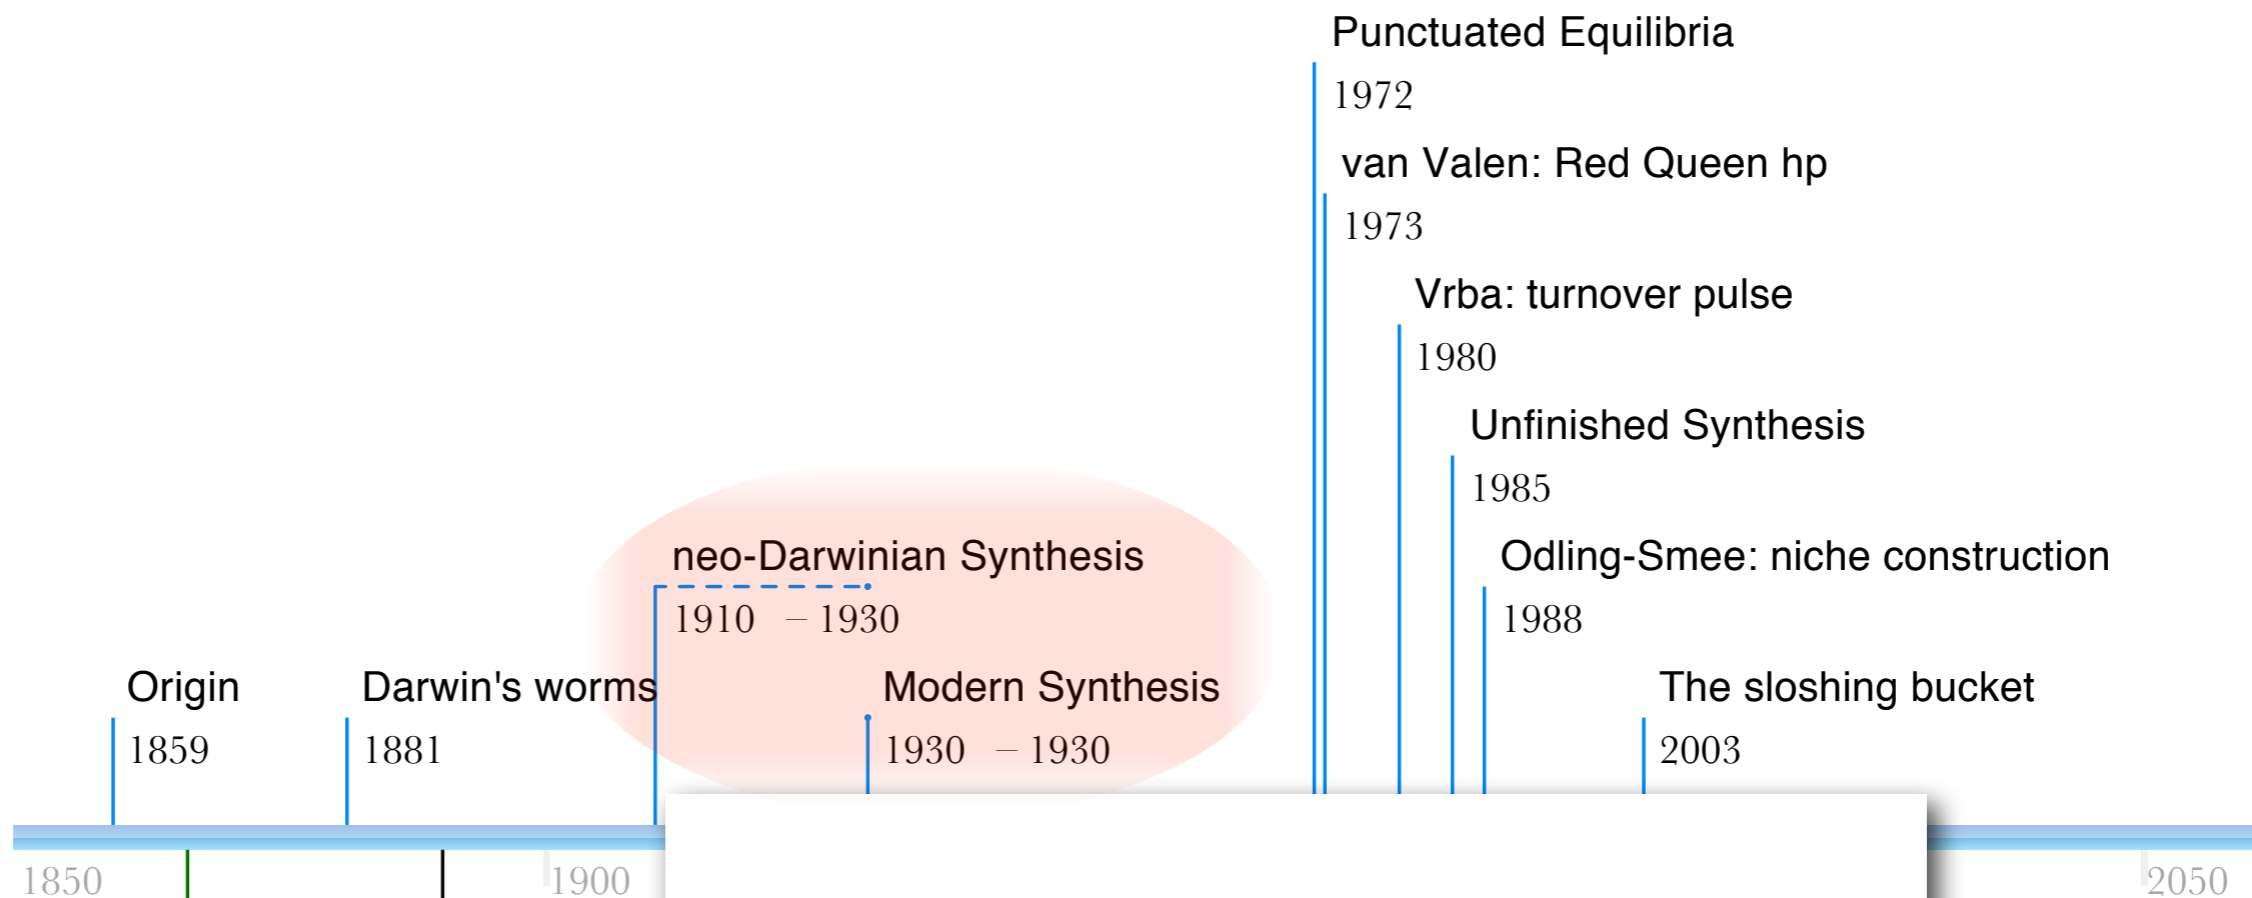 Punctuated Equilibria
1972
van Valen: Red Queen hp
1973
Vrba: turnover pulse
1980
Unfinished Synthesis
1985
neo-Darwinian Synthesis
1910 – 1930
Odling-Smee: niche construction
1988
Origin
1859
Darwin's worms
1881
Modern Synthesis
1930 – 1930
The sloshing bucket
2003
1850
1900
2050